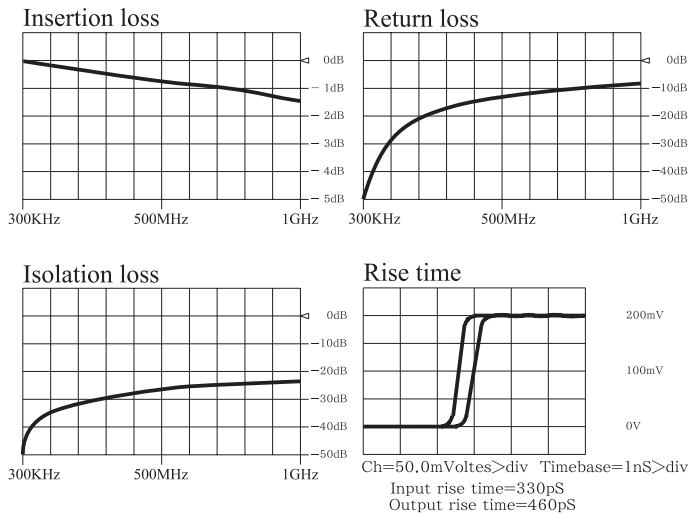 Insertion loss
0dB
－1dB
－2dB
－3dB
－4dB
－5dB
300KHz 500MHz 1GHz
Return loss
0dB
－10dB
－20dB
－30dB
－40dB
－50dB
300KHz 500MHz 1GHz
Isolation loss
0dB
－10dB
－20dB
－30dB
－40dB
－50dB
300KHz 500MHz 1GHz
Rise time
200mV
100mV
0V
Ch=50.0mVoltes>div Timebase=1nS>div
Input rise time=330pS
Output rise time=460pS